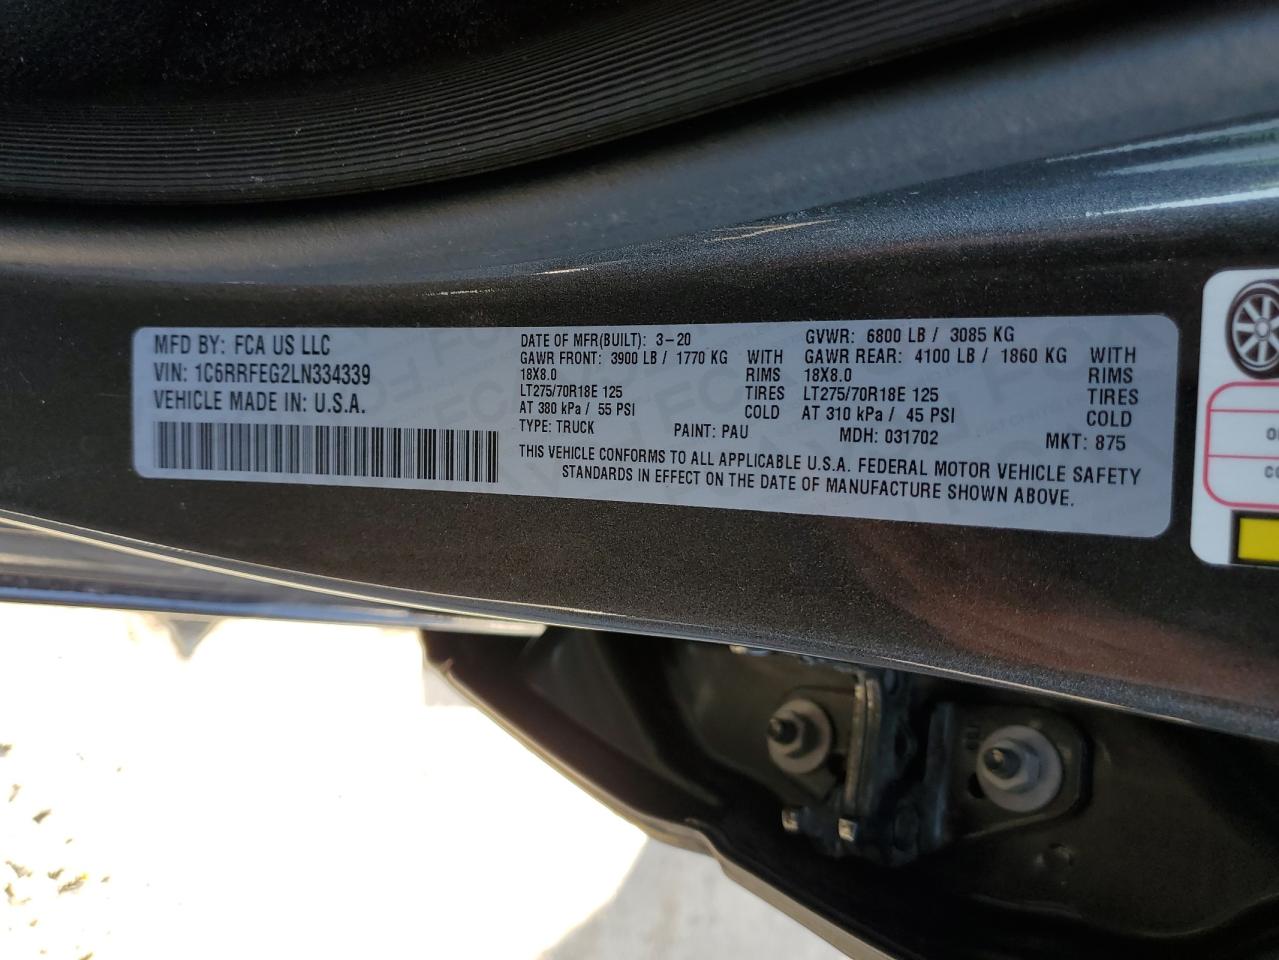 MFD BY: FCA US LLC
VIN: 1C6RRFEG2LN334339
VEHICLE MADE IN: U.S.A.
DATE OF MFR(BUILT): 3-20 GVWR: 6800 LB / 3085 KG
GAWR FRONT: 3900 LB / 1770 KG WITH GAWR REAR: 4100 LB / 1860 KG WITH
18X8.0 RIMS 18X8.0 RIMS
LT275/70R18E 125 TIRES LT275/70R18E 125 TIRES
AT 380 kPa / 55 PSI COLD AT 310 kPa / 45 PSI COLD
TYPE: TRUCK PAINT: PAU MDH: 031702 MKT: 875
THIS VEHICLE CONFORMS TO ALL APPLICABLE U.S.A. FEDERAL MOTOR VEHICLE SAFETY
STANDARDS IN EFFECT ON THE DATE OF MANUFACTURE SHOWN ABOVE.